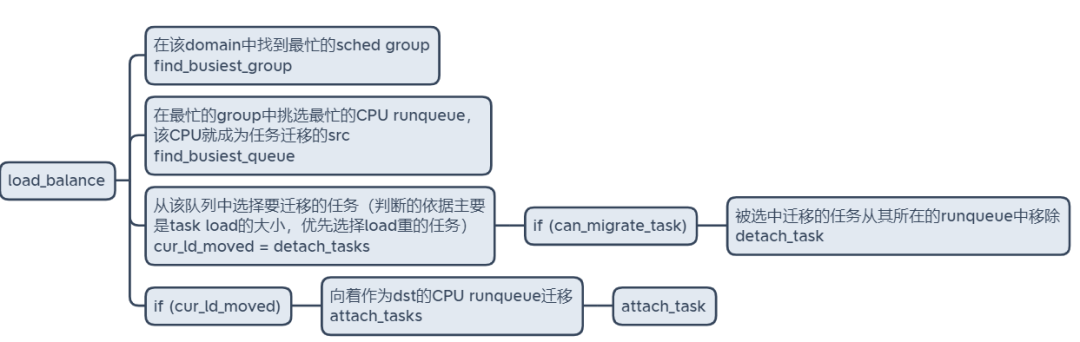 在该domain中找到最忙的sched group
find_busiest_group
在最忙的group中挑选最忙的CPU runqueue，
该CPU就成为任务迁移的src
find_busiest_queue
load_balance
从该队列中选择要迁移的任务（判断的依据主要
是task load的大小，优先选择load重的任务）
cur_ld_moved = detach_tasks
if (can_migrate_task)
被选中迁移的任务从其所在的runqueue中移除
detach_task
if (cur_ld_moved)
向着作为dst的CPU runqueue迁移
attach_tasks
attach_task